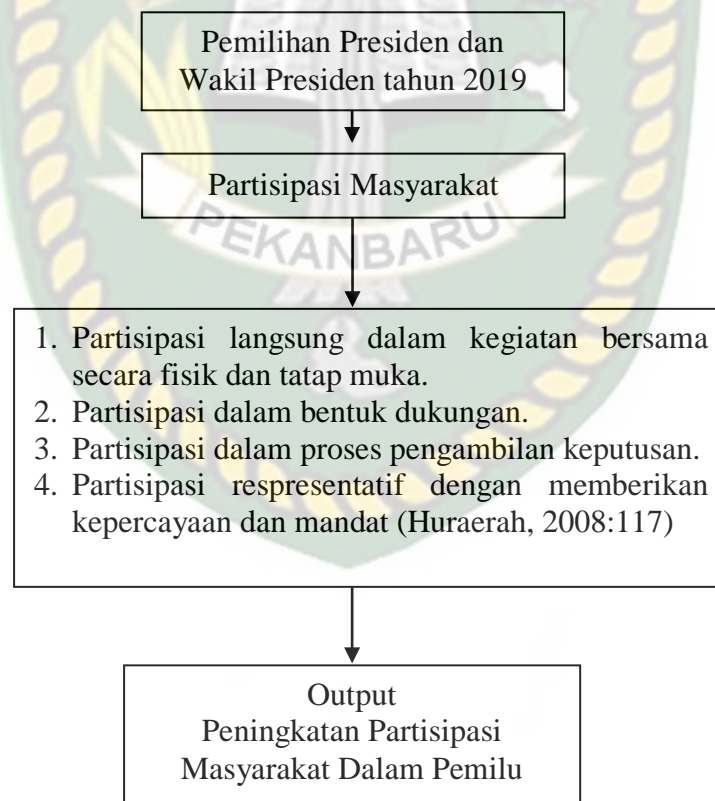 Pemilihan Presiden dan
Wakil Presiden tahun 2019
Partisipasi Masyarakat
PEKANBARU
1. Partisipasi langsung dalam kegiatan bersama
secara fisik dan tatap muka.
2. Partisipasi dalam bentuk dukungan.
3. Partisipasi dalam proses pengambilan keputusan.
4. Partisipasi respresentatif dengan memberikan
kepercayaan dan mandat (Huraerah, 2008:117)
Output
Peningkatan Partisipasi
Masyarakat Dalam Pemilu